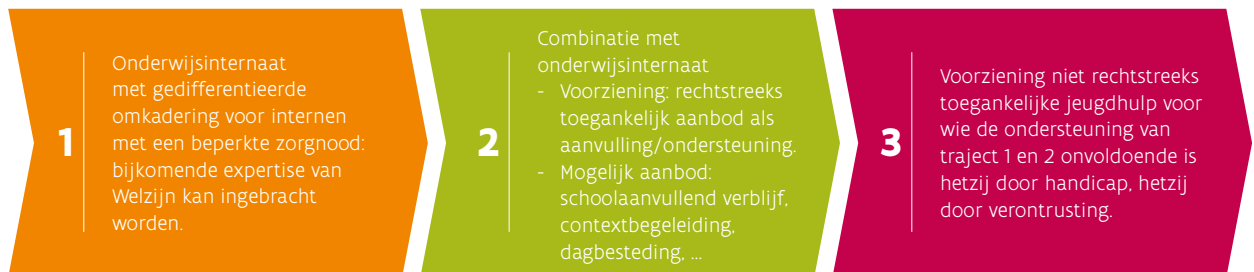 1
Onderwijsinternaat
met gedifferentieerde
omkadering voor internen
met een beperkte zorgnood:
bijkomende expertise van
Welzijn kan ingebracht
worden.
2
Combinatie met
onderwijsinternaat
- Voorziening: rechtstreeks
toegankelijk aanbod als
aanvulling/ondersteuning.
- Mogelijk aanbod:
schoolaanvullend verblijf,
contextbegeleiding,
dagbesteding, ...
3
Voorziening niet rechtstreeks
toegankelijke jeugdhulp voor
wie de ondersteuning van
traject 1 en 2 onvoldoende is
hetzij door handicap, hetzij
door verontrusting.